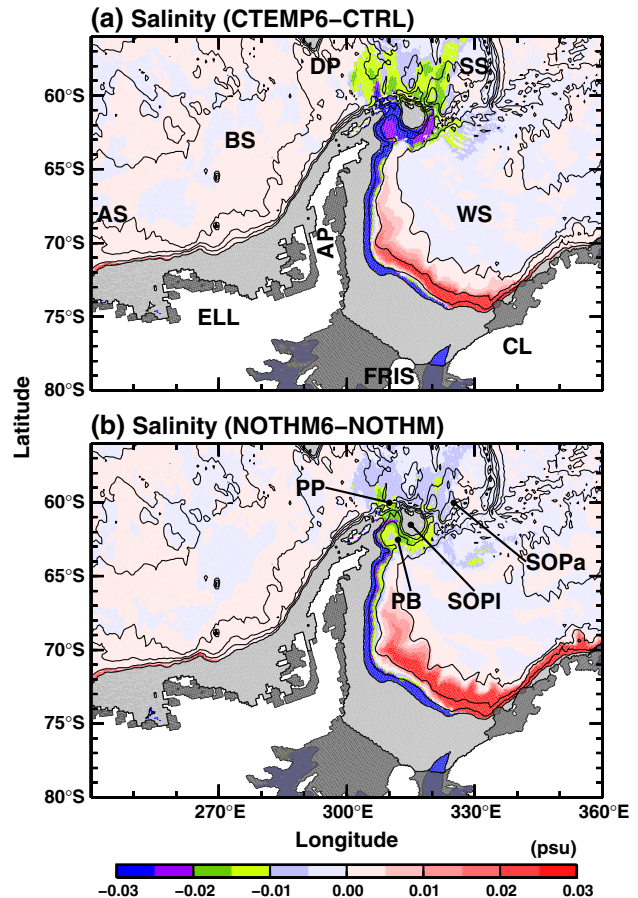 (a) Salinity (CTEMP6−CTRL)
DP
SS
60°S
BS
65°S
AS
WS
70°S
AP
75°S
ELL
CL
FRIS
80°S
Latitude
(b) Salinity (NOTHM6−NOTHM)
PP
60°S
SOPa
65°S
PB
SOPl
70°S
75°S
80°S
270°E 300°E 330°E 360°E
Longitude
(psu)
−0.03 −0.02 −0.01 0.00 0.01 0.02 0.03